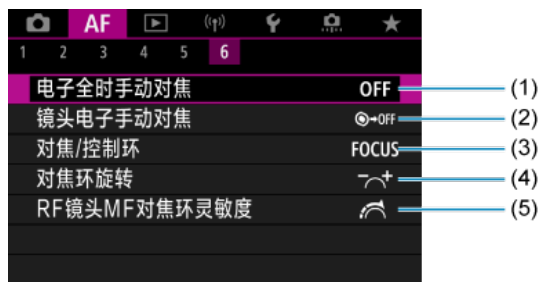 AF
1 2 3 4 5 6
电子全时手动对焦 OFF (1)
镜头电子手动对焦 OFF (2)
对焦/控制环 FOCUS (3)
对焦环旋转 - + (4)
RF镜头MF对焦环灵敏度 (5)